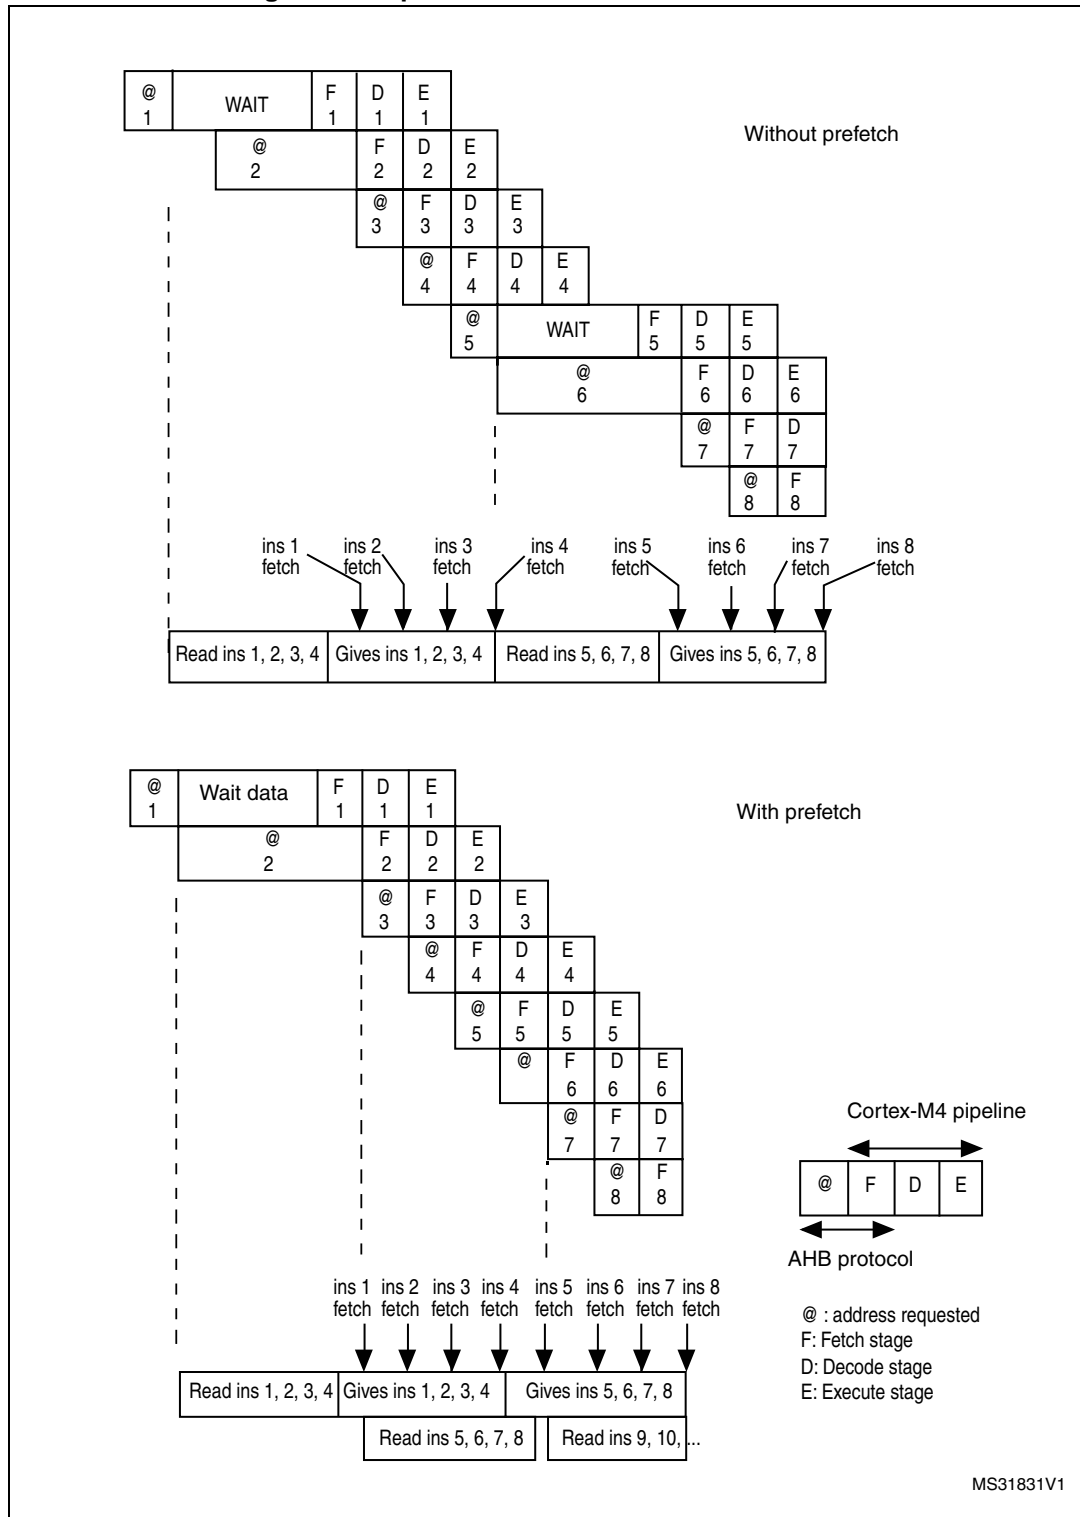 @ WAIT F D E
1 1 1 1
Without prefetch
@ F D E
2 2 2 2
@ F D E
3 3 3 3
@ F D E
4 4 4 4
@ WAIT F D E
5 5 5 5
@ F D E
6 6 6 6
@ F D
7 7 7
@ F
8 8
ins 1 ins 2 ins 3 ins 4 ins 5 ins 6 ins 7 ins 8
fetch fetch fetch fetch fetch fetch fetch fetch
Read ins 1, 2, 3, 4 Gives ins 1, 2, 3, 4 Read ins 5, 6, 7, 8 Gives ins 5, 6, 7, 8
@ Wait data F D E
1 1 1 1
With prefetch
@ F D E
2 2 2 2
@ F D E
3 3 3 3
@ F D E
4 4 4 4
@ F D E
5 5 5 5
@ F D E
6 6 6
@ F D
7 7 7
@ F
8 8
Cortex-M4 pipeline
@ F D E
AHB protocol
ins 1 ins 2 ins 3 ins 4 ins 5 ins 6 ins 7 ins 8
fetch fetch fetch fetch fetch fetch fetch fetch
@ : address requested
F: Fetch stage
D: Decode stage
E: Execute stage
Read ins 1, 2, 3, 4 Gives ins 1, 2, 3, 4 Gives ins 5, 6, 7, 8
Read ins 5, 6, 7, 8 Read ins 9, 10, ...
MS31831V1